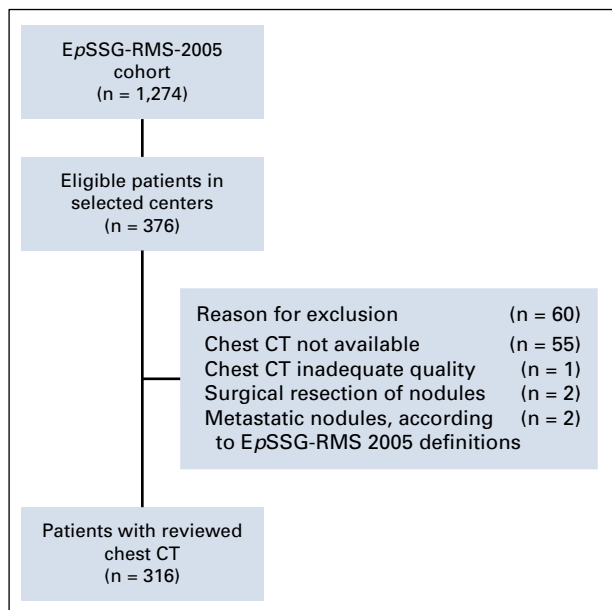 EpSSG-RMS-2005
cohort
(n = 1,274)
Eligible patients in
selected centers
(n = 376)
Reason for exclusion (n = 60)
Chest CT not available (n = 55)
Chest CT inadequate quality (n = 1)
Surgical resection of nodules (n = 2)
Metastatic nodules, according (n = 2)
to EpSSG-RMS 2005 definitions
Patients with reviewed
chest CT
(n = 316)